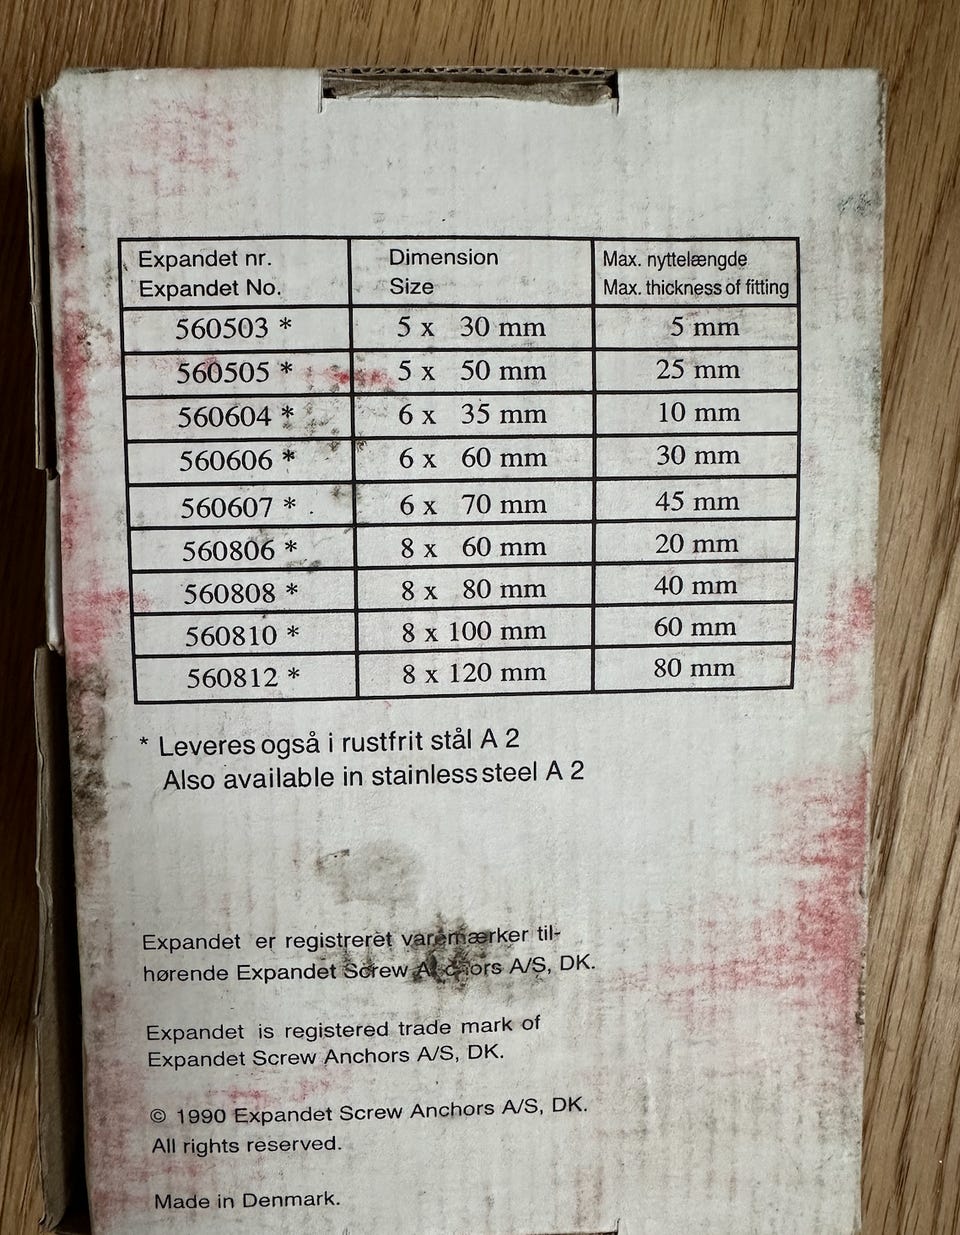 Expandet nr. Dimension Max. nyttelængde
Expandet No. Size Max. thickness of fitting
560503 * 5 x 30 mm 5 mm
560505 * 5 x 50 mm 25 mm
560604 * 6 x 35 mm 10 mm
560606 * 6 x 60 mm 30 mm
560607 * 6 x 70 mm 45 mm
560806 * 8 x 60 mm 20 mm
560808 * 8 x 80 mm 40 mm
560810 * 8 x 100 mm 60 mm
560812 * 8 x 120 mm 80 mm
* Leveres også i rustfrit stål A 2
Also available in stainless steel A 2
Expandet er registreret varemærker til-
hørende Expandet Screw Anchors A/S, DK.
Expandet is registered trade mark of
Expandet Screw Anchors A/S, DK.
© 1990 Expandet Screw Anchors A/S, DK.
All rights reserved.
Made in Denmark.